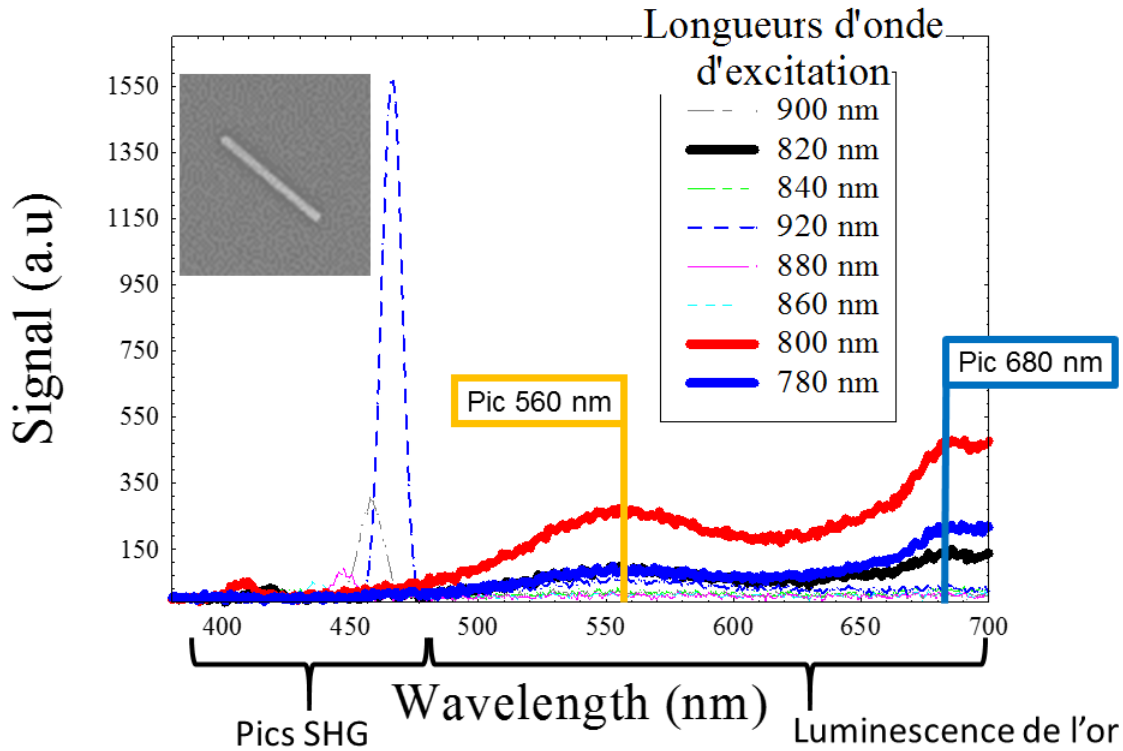 Longueurs d'onde
d'excitation
900 nm
820 nm
840 nm
920 nm
880 nm
860 nm
800 nm
780 nm
Signal (a.u)
1550
1350
1150
950
750
550
350
150
Pic 560 nm
Pic 680 nm
400 450 500 550 600 650 700
Wavelength (nm)
Pics SHG
Luminescence de l'or